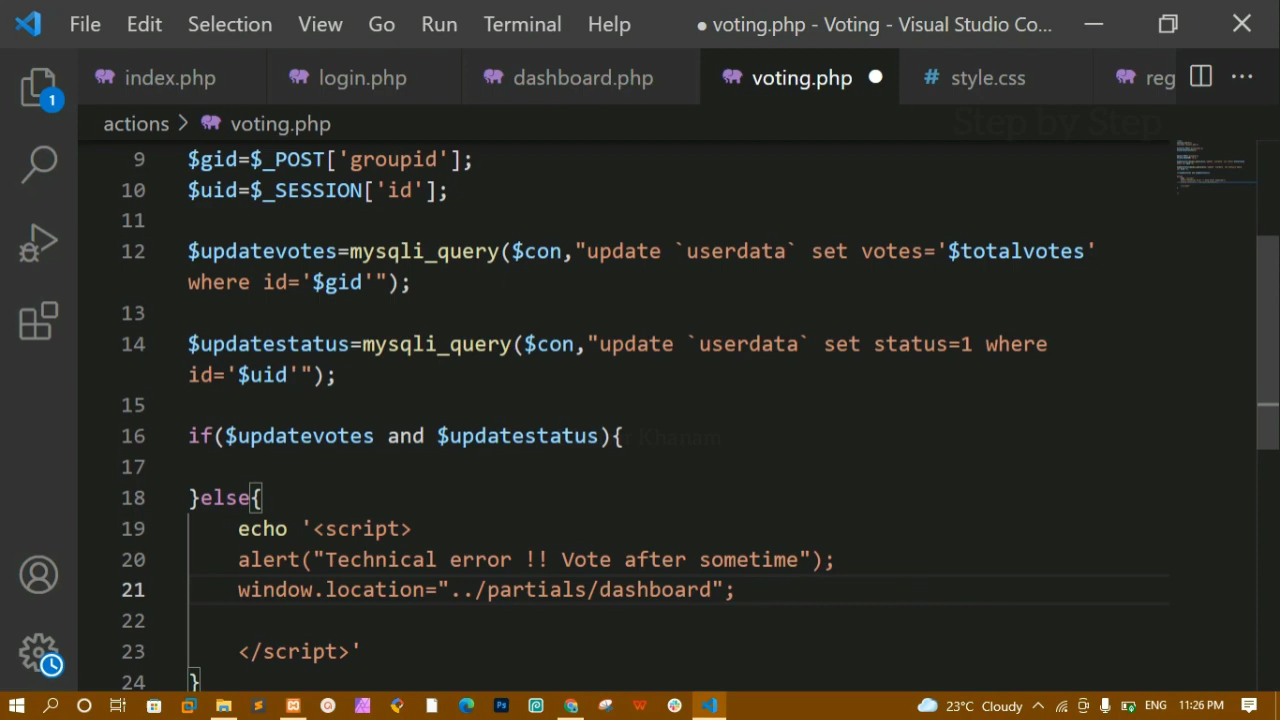 File Edit Selection View Go Run Terminal Help ● voting.php - Voting - Visual Studio Co...
index.php login.php dashboard.php voting.php ● # style.css reg ...
Step by Step
actions > voting.php
9 $gid=$_POST['groupid'];
10 $uid=$_SESSION['id'];
11
12 $updatevotes=mysqli_query($con,"update `userdata` set votes='$totalvotes'
where id='$gid'");
13
14 $updatestatus=mysqli_query($con,"update `userdata` set status=1 where
id='$uid'");
15
16 if($updatevotes and $updatestatus){
Khanam
17
18 }else{
19 echo '<script>
20 alert("Technical error !! Vote after sometime");
21 window.location="../partials/dashboard";
22
23 </script>'
24 }
1
23°C Cloudy ENG 11:26 PM